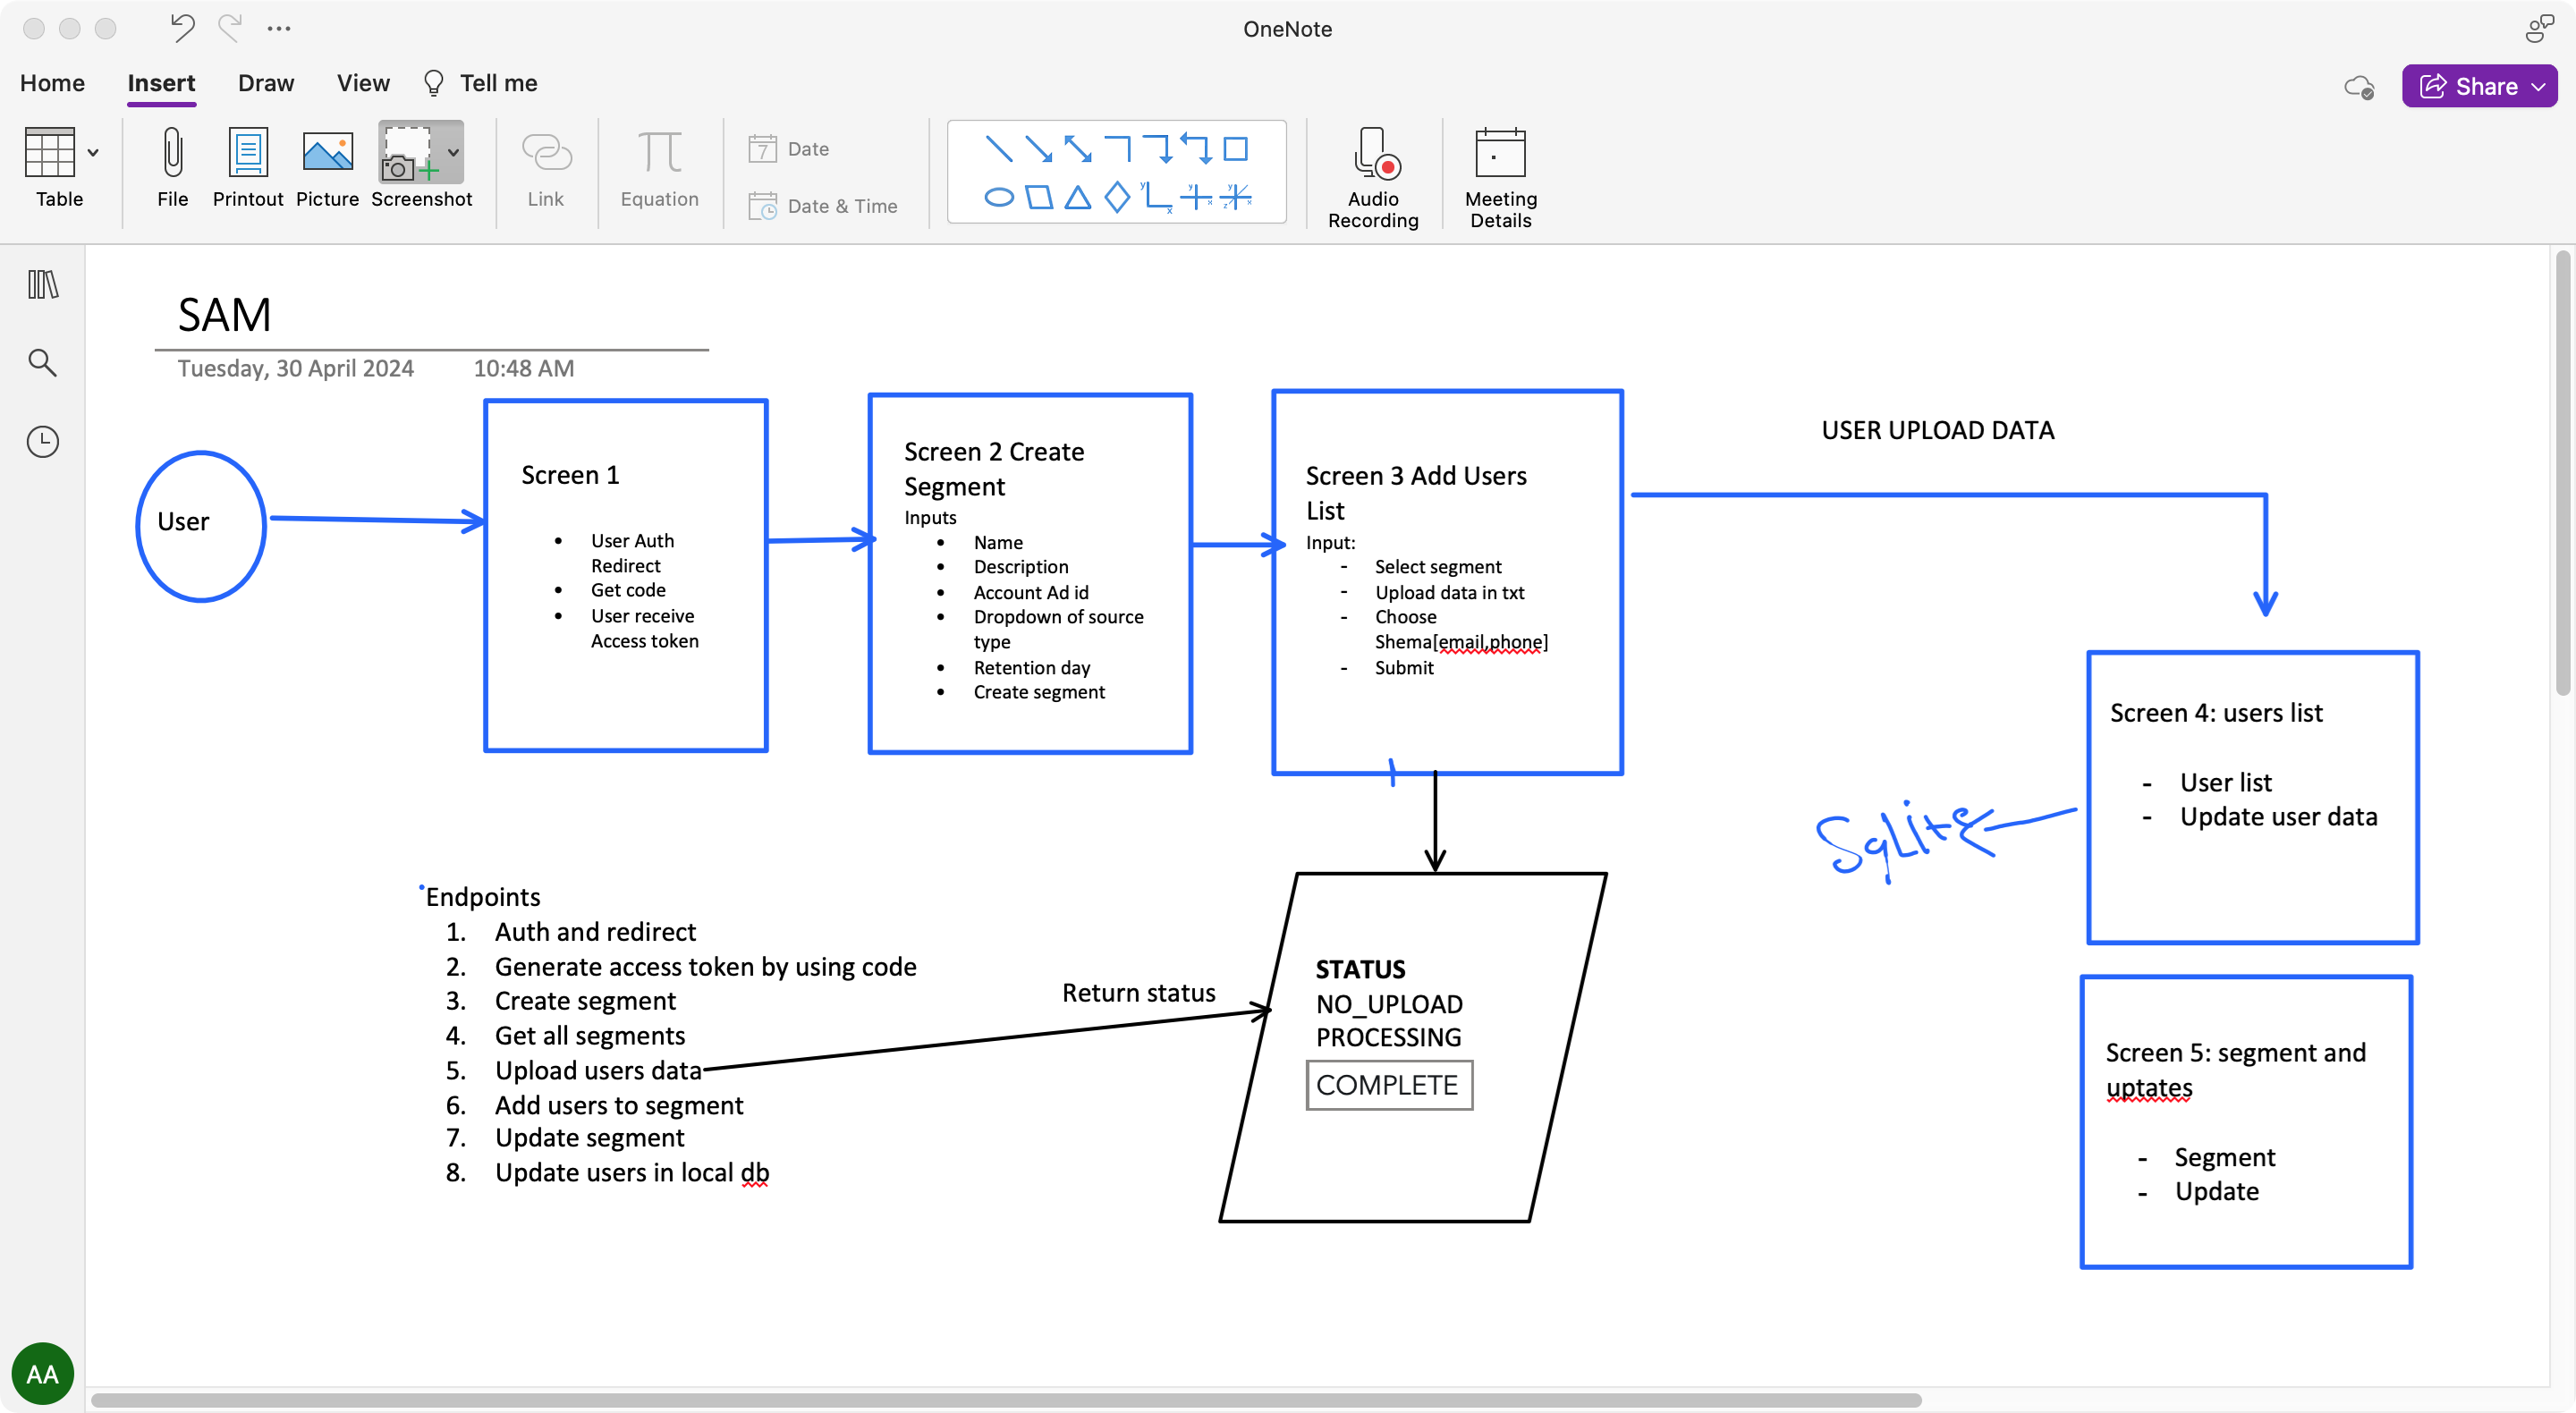 OneNote
Home Insert Draw View Tell me
Share
Table
File
Printout
Picture
Screenshot
Link
Equation
7 Date
Date & Time
y x y x y z x
Audio
Recording
Meeting
Details
SAM
Tuesday, 30 April 2024 10:48 AM
User
Screen 1
• User Auth
Redirect
• Get code
• User receive
Access token
Screen 2 Create
Segment
Inputs
• Name
• Description
• Account Ad id
• Dropdown of source
type
• Retention day
• Create segment
Screen 3 Add Users
List
Input:
- Select segment
- Upload data in txt
- Choose
Shema[email,phone]
- Submit
USER UPLOAD DATA
Screen 4: users list
- User list
- Update user data
Sqlite
Endpoints
1. Auth and redirect
2. Generate access token by using code
3. Create segment
4. Get all segments
5. Upload users data
6. Add users to segment
7. Update segment
8. Update users in local db
Return status
STATUS
NO_UPLOAD
PROCESSING
COMPLETE
Screen 5: segment and
uptates
- Segment
- Update
AA